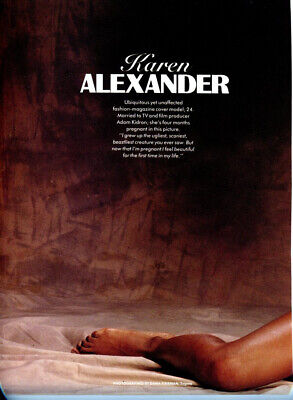 Karen
ALEXANDER
Ubiquitous yet unaffected
fashion-magazine cover model, 24.
Married to TV and film producer
Adam Kidron; she's four months
pregnant in this picture.
"I grew up the ugliest, scariest,
beastliest creature you ever saw. But
now that I'm pregnant I feel beautiful
for the first time in my life."
PHOTOGRAPHED BY